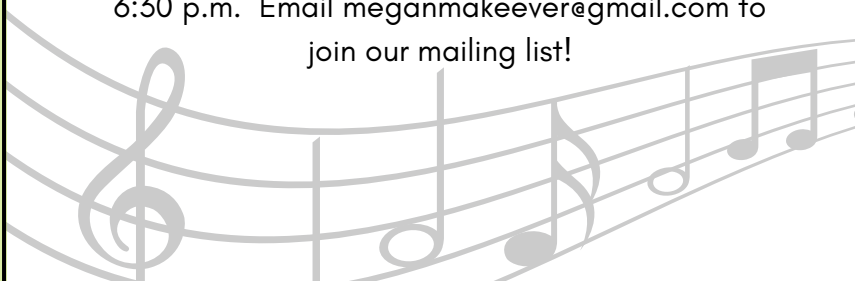 6:30 p.m.  Email meganmakeever@gmail.com to
join our mailing list!